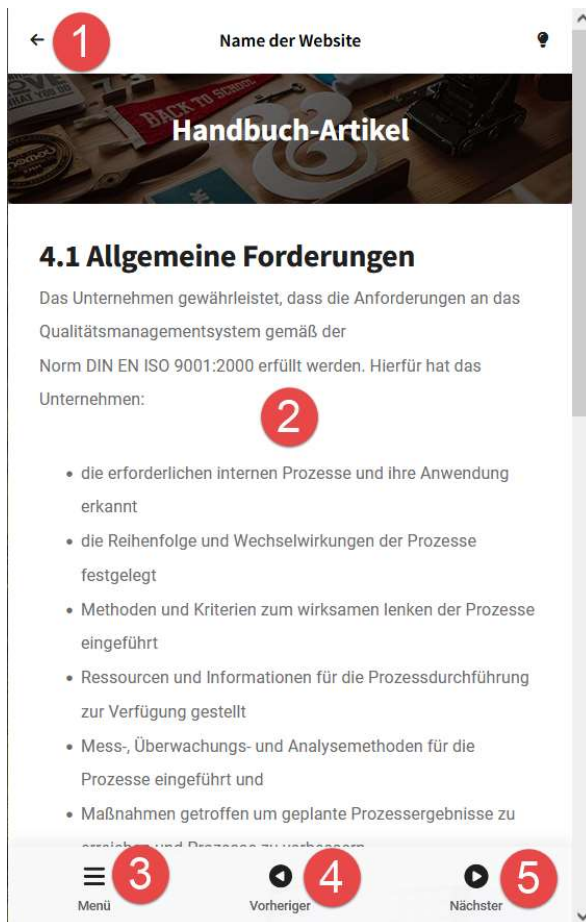 1
Name der Website
BACK TO SCHOOL
Handbuch-Artikel
4.1 Allgemeine Forderungen
Das Unternehmen gewährleistet, dass die Anforderungen an das
Qualitätsmanagementsystem gemäß der
Norm DIN EN ISO 9001:2000 erfüllt werden. Hierfür hat das
Unternehmen:
2
• die erforderlichen internen Prozesse und ihre Anwendung
erkannt
• die Reihenfolge und Wechselwirkungen der Prozesse
festgelegt
• Methoden und Kriterien zum wirksamen lenken der Prozesse
eingeführt
• Ressourcen und Informationen für die Prozessdurchführung
zur Verfügung gestellt
• Mess-, Überwachungs- und Analysemethoden für die
Prozesse eingeführt und
• Maßnahmen getroffen um geplante Prozessergebnisse zu
3 4 5
Menü Vorheriger Nächster